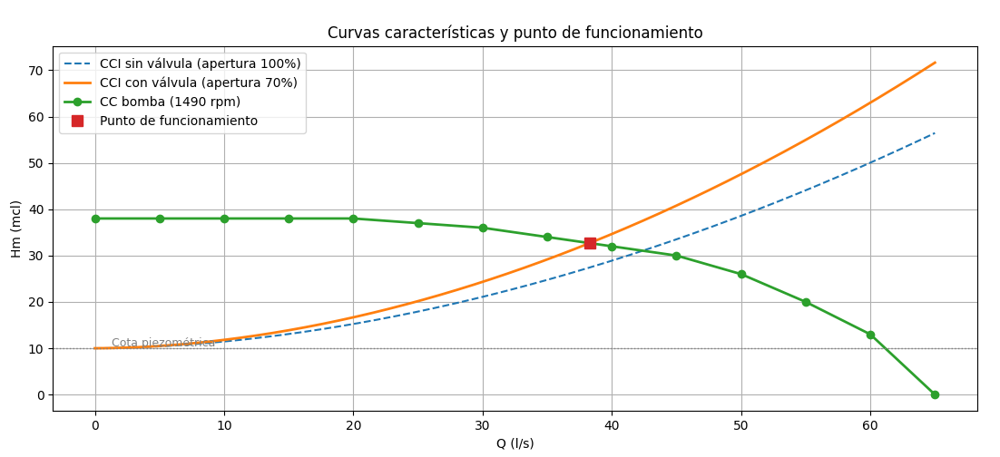 Curvas características y punto de funcionamiento
CCI sin válvula (apertura 100%)
CCI con válvula (apertura 70%)
CC bomba (1490 rpm)
Punto de funcionamiento
Hm (mcl)
70
60
50
40
30
20
10
0
Cota piezométrica
0
10
20
30
40
50
60
Q (l/s)